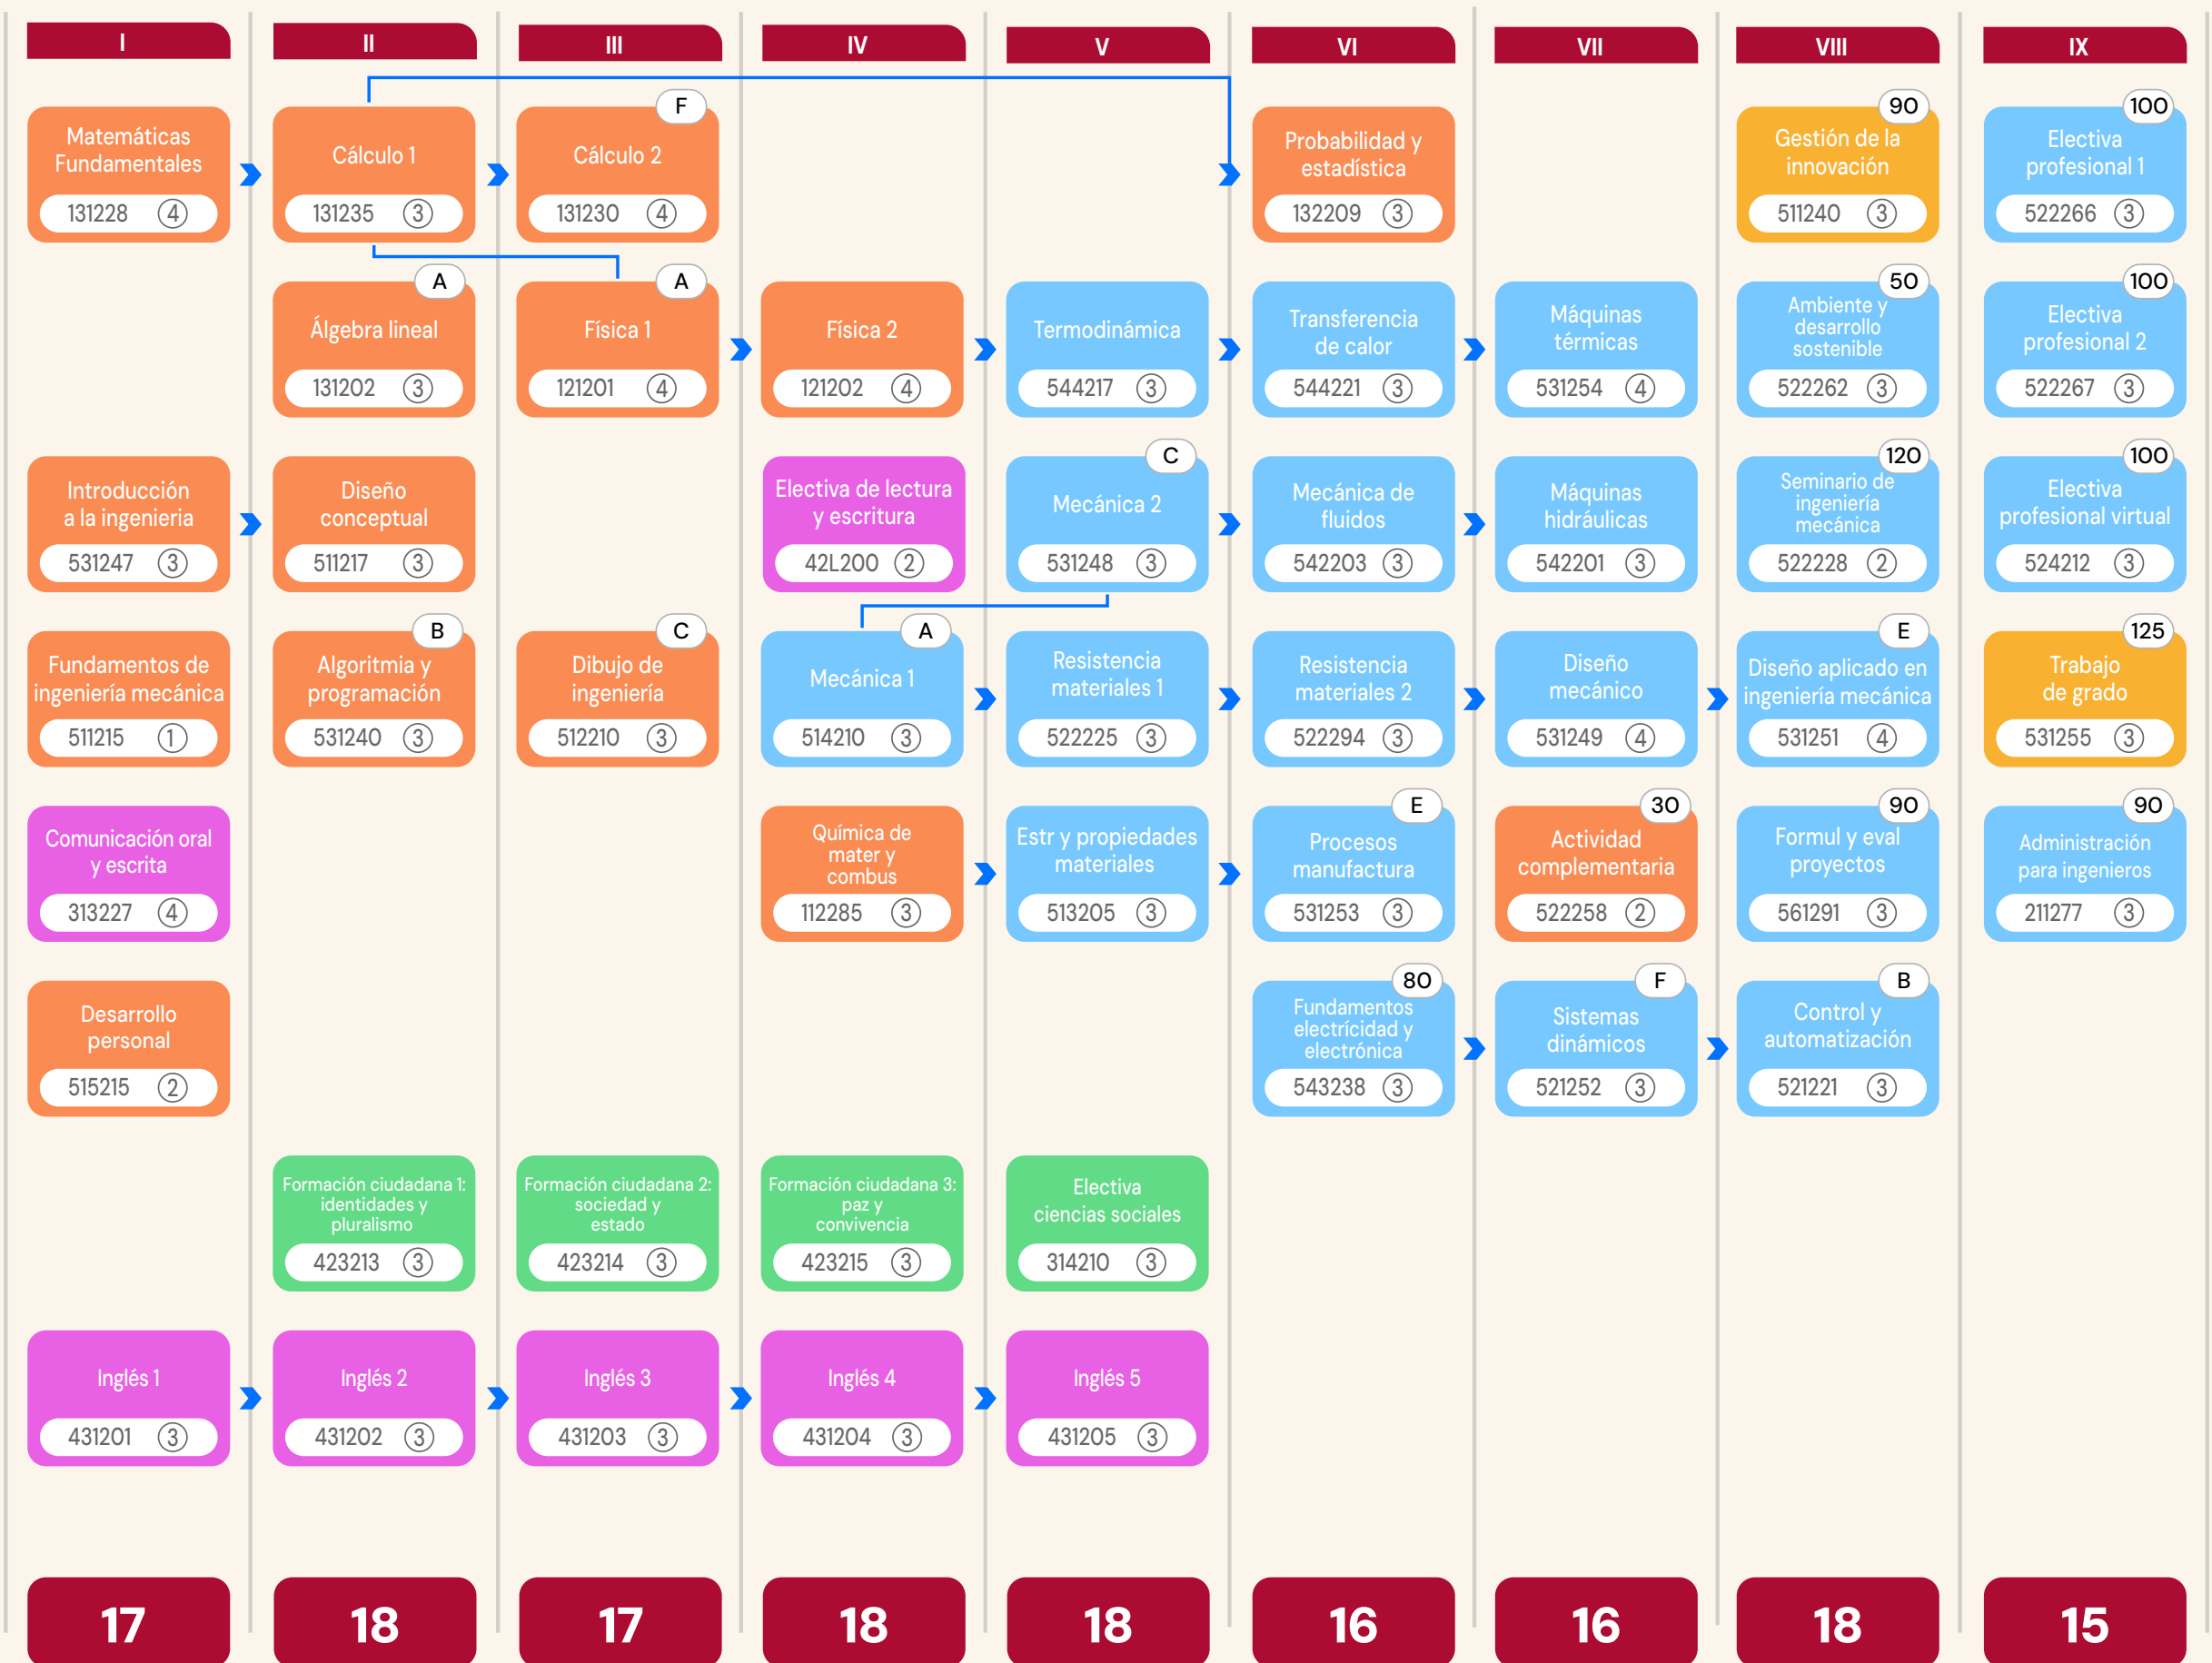 I
II
III
IV
V
VI
VII
VIII
IX
Matemáticas
Fundamentales
131228 4
Cálculo 1
131235 3
F
Cálculo 2
131230 4
Probabilidad y
estadística
132209 3
90
Gestión de la
innovación
511240 3
100
Electiva
profesional 1
522266 3
A
Álgebra lineal
131202 3
A
Física 1
121201 4
Física 2
121202 4
Termodinámica
544217 3
Transferencia
de calor
544221 3
Máquinas
térmicas
531254 4
50
Ambiente y
desarrollo
sostenible
522262 3
100
Electiva
profesional 2
522267 3
Introducción
a la ingenieria
531247 3
Diseño
conceptual
511217 3
Electiva de lectura
y escritura
42L200 2
C
Mecánica 2
531248 3
Mecánica de
fluidos
542203 3
Máquinas
hidráulicas
542201 3
120
Seminario de
ingeniería
mecánica
522228 2
100
Electiva
profesional virtual
524212 3
Fundamentos de
ingeniería mecánica
511215 1
B
Algoritmia y
programación
531240 3
C
Dibujo de
ingeniería
512210 3
A
Mecánica 1
514210 3
Resistencia
materiales 1
522225 3
Resistencia
materiales 2
522294 3
Diseño
mecánico
531249 4
E
Diseño aplicado en
ingeniería mecánica
531251 4
125
Trabajo
de grado
531255 3
Comunicación oral
y escrita
313227 4
Química de
mater y
combus
112285 3
Estr y propiedades
materiales
513205 3
E
Procesos
manufactura
531253 3
30
Actividad
complementaria
522258 2
90
Formul y eval
proyectos
561291 3
90
Administración
para ingenieros
211277 3
Desarrollo
personal
515215 2
80
Fundamentos
electrícidad y
electrónica
543238 3
F
Sistemas
dinámicos
521252 3
B
Control y
automatización
521221 3
Formación ciudadana 1:
identidades y
pluralismo
423213 3
Formación ciudadana 2:
sociedad y
estado
423214 3
Formación ciudadana 3:
paz y
convivencia
423215 3
Electiva
ciencias sociales
314210 3
Inglés 1
431201 3
Inglés 2
431202 3
Inglés 3
431203 3
Inglés 4
431204 3
Inglés 5
431205 3
17
18
17
18
18
16
16
18
15